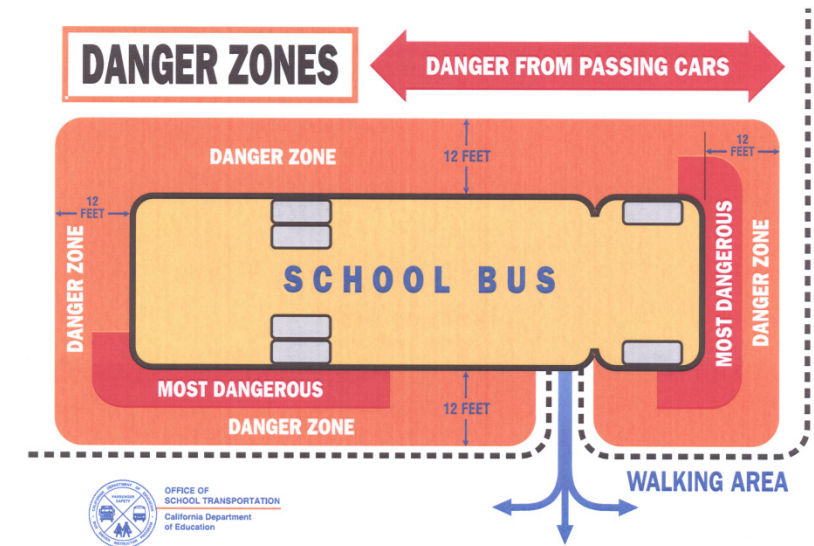 DANGER ZONES
DANGER FROM PASSING CARS
DANGER ZONE
12 FEET
12
FEET
12
FEET
DANGER ZONE
SCHOOL BUS
MOST DANGEROUS
DANGER ZONE
MOST DANGEROUS
12 FEET
DANGER ZONE
WALKING AREA
OFFICE OF
SCHOOL TRANSPORTATION
California Department
of Education
PASSENGER
SAFETY